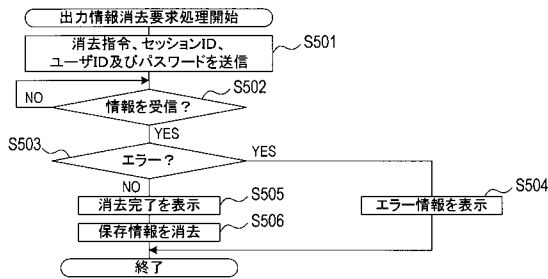 出力情報消去要求処理開始
消去指令、セッションID、
ユーザID及びパスワードを送信
S501
情報を受信？
S502
NO
YES
S503
エラー？
YES
NO
消去完了を表示
S505
エラー情報を表示
S504
保存情報を消去
S506
終了